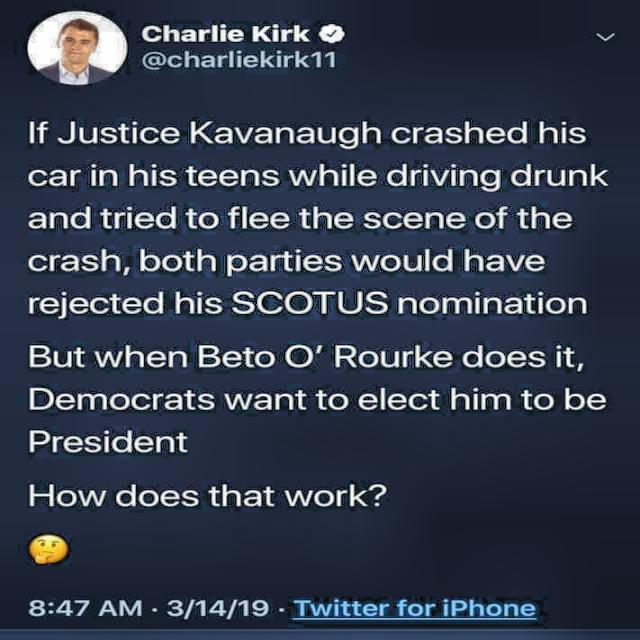 Charlie Kirk
@charliekirk11
If Justice Kavanaugh crashed his
car in his teens while driving drunk
and tried to flee the scene of the
crash, both parties would have
rejected his SCOTUS nomination
But when Beto O' Rourke does it,
Democrats want to elect him to be
President
How does that work?
🤔
8:47 AM · 3/14/19 · Twitter for iPhone